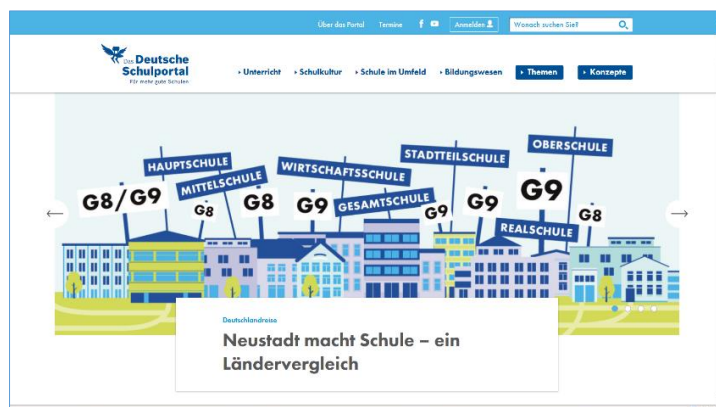 Über das Portal Termine Anmelden Wonach suchen Sie?
Das Deutsche
Schulportal
Für mehr gute Schulen
Unterricht Schulkultur Schule im Umfeld Bildungswesen Themen Konzepte
HAUPTSCHULE
MITTELSCHULE
WIRTSCHAFTSSCHULE
STADTTEILSCHULE
OBERSCHULE
G8/G9
G8
G8
G9
GESAMTSCHULE
G9
G9
G9
REALSCHULE
G8
Deutschlandreise
Neustadt macht Schule – ein
Ländervergleich